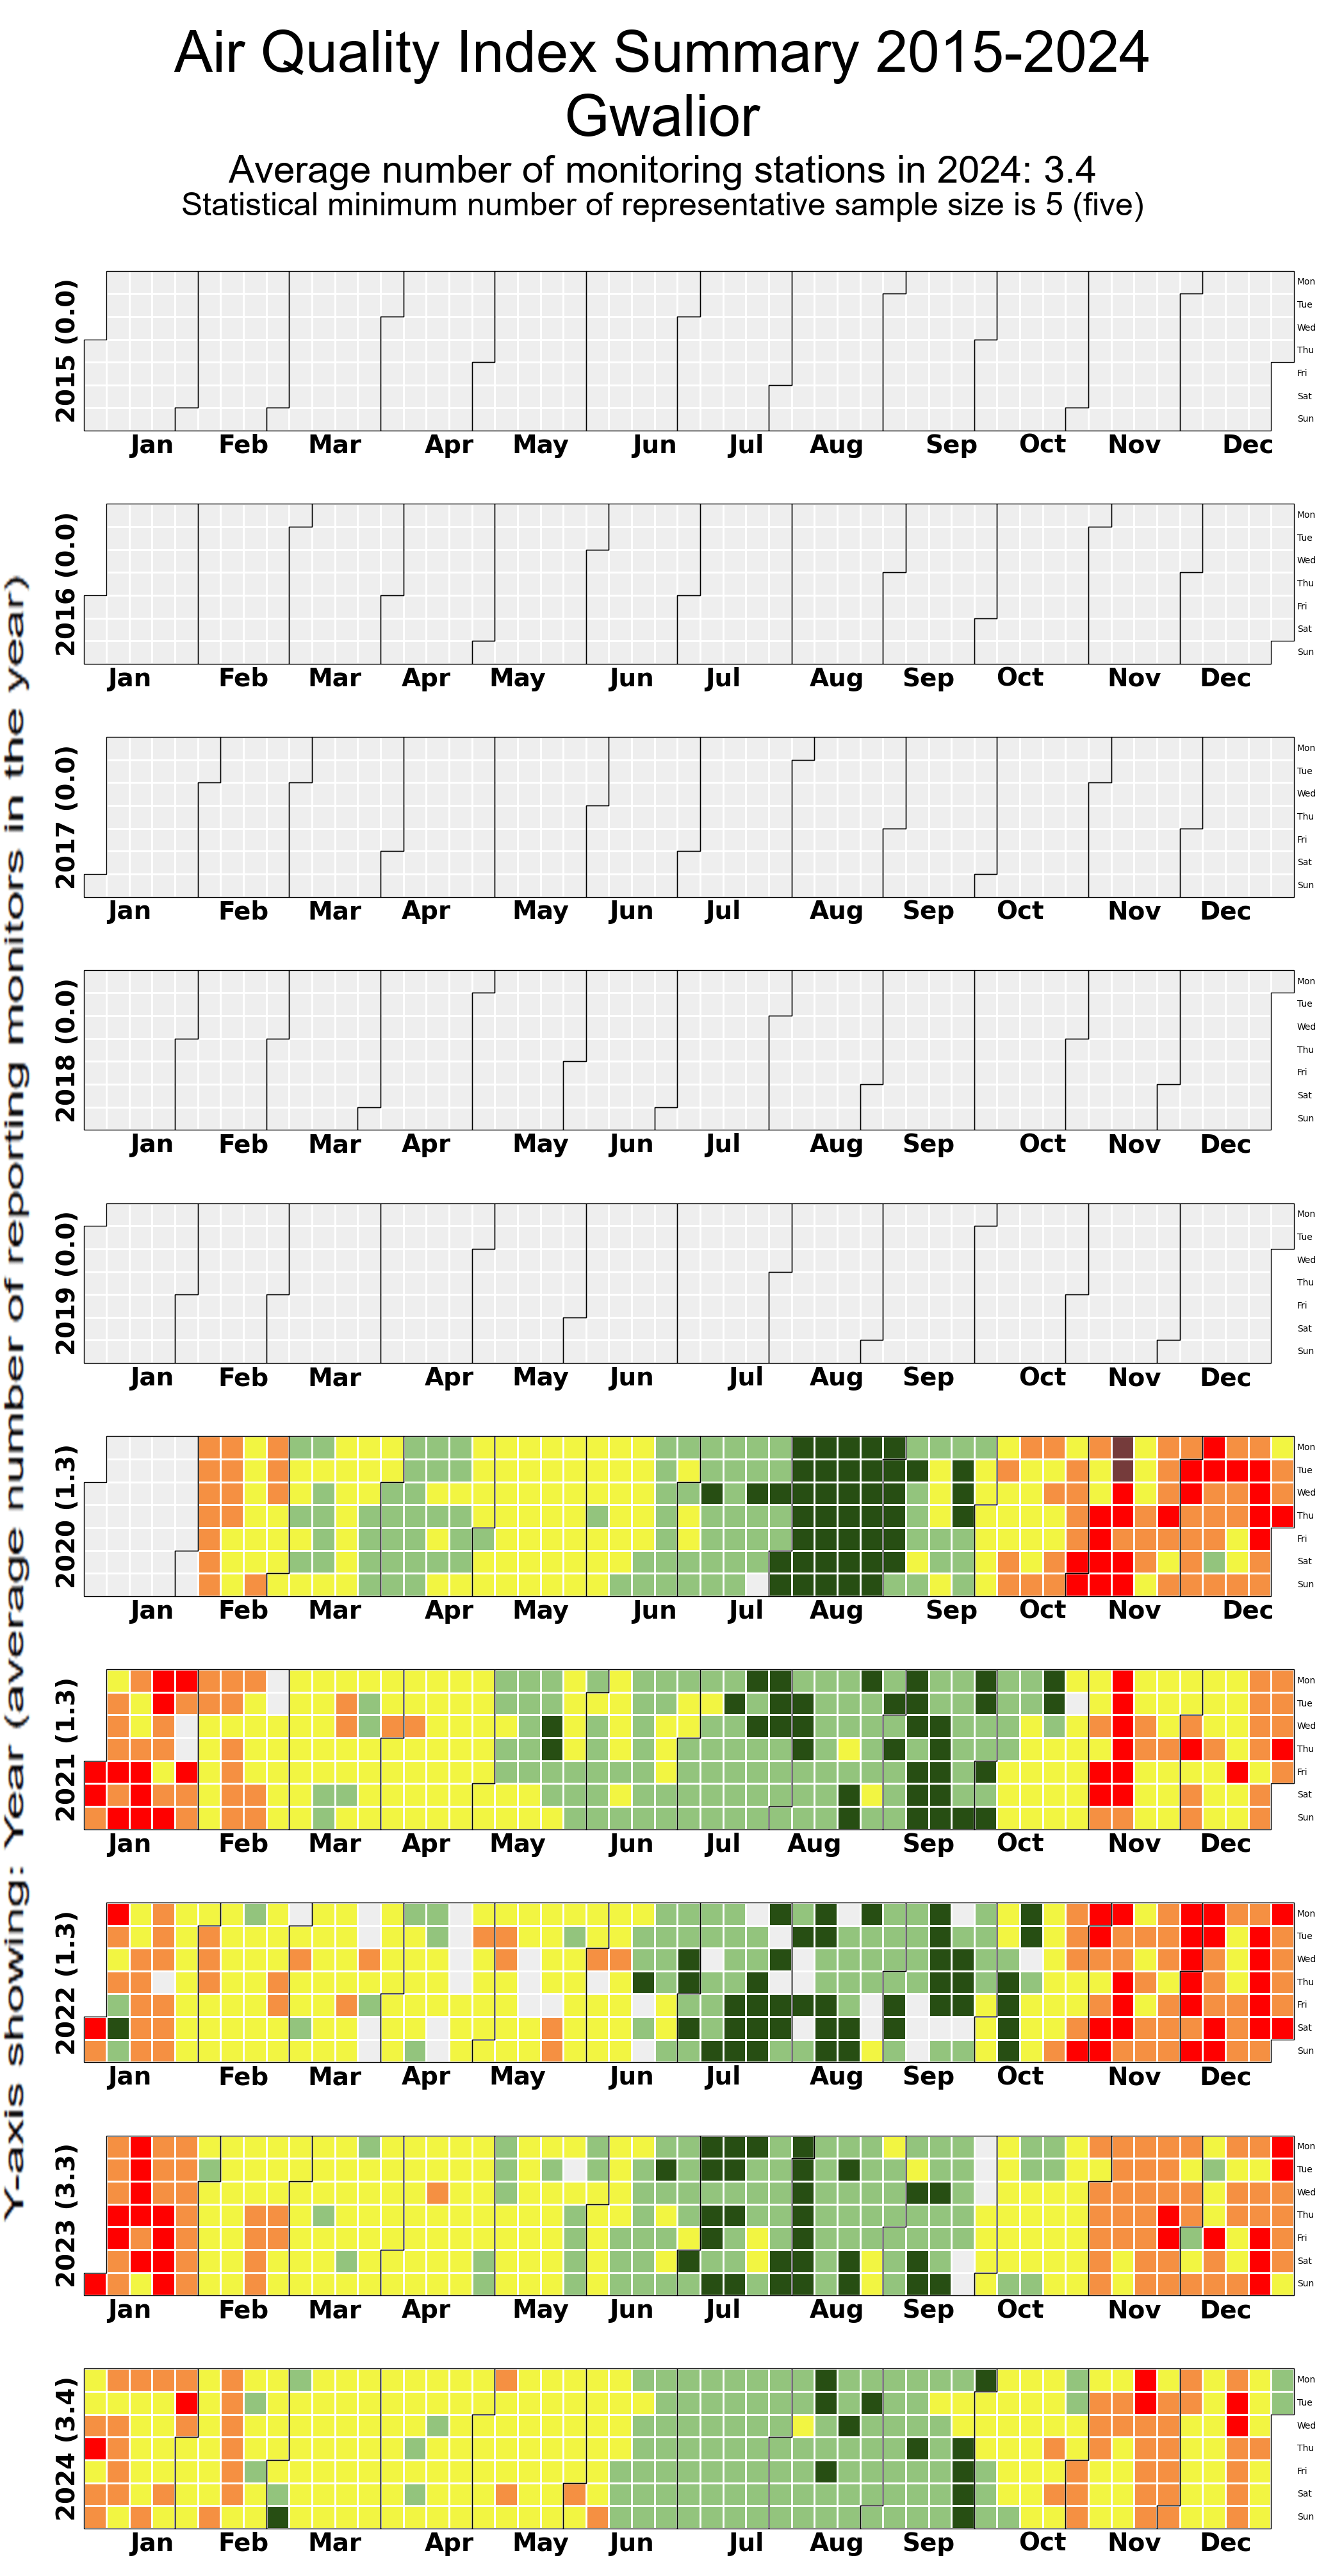 Air Quality Index Summary 2015-2024
Gwalior
Average number of monitoring stations in 2024: 3.4
Statistical minimum number of representative sample size is 5 (five)
Y-axis showing: Year (average number of reporting monitors in the year)
2015 (0.0)
Mon
Tue
Wed
Thu
Fri
Sat
Sun
Jan Feb Mar Apr May Jun Jul Aug Sep Oct Nov Dec
2016 (0.0)
Mon
Tue
Wed
Thu
Fri
Sat
Sun
Jan Feb Mar Apr May Jun Jul Aug Sep Oct Nov Dec
2017 (0.0)
Mon
Tue
Wed
Thu
Fri
Sat
Sun
Jan Feb Mar Apr May Jun Jul Aug Sep Oct Nov Dec
2018 (0.0)
Mon
Tue
Wed
Thu
Fri
Sat
Sun
Jan Feb Mar Apr May Jun Jul Aug Sep Oct Nov Dec
2019 (0.0)
Mon
Tue
Wed
Thu
Fri
Sat
Sun
Jan Feb Mar Apr May Jun Jul Aug Sep Oct Nov Dec
2020 (1.3)
Mon
Tue
Wed
Thu
Fri
Sat
Sun
Jan Feb Mar Apr May Jun Jul Aug Sep Oct Nov Dec
2021 (1.3)
Mon
Tue
Wed
Thu
Fri
Sat
Sun
Jan Feb Mar Apr May Jun Jul Aug Sep Oct Nov Dec
2022 (1.3)
Mon
Tue
Wed
Thu
Fri
Sat
Sun
Jan Feb Mar Apr May Jun Jul Aug Sep Oct Nov Dec
2023 (3.3)
Mon
Tue
Wed
Thu
Fri
Sat
Sun
Jan Feb Mar Apr May Jun Jul Aug Sep Oct Nov Dec
2024 (3.4)
Mon
Tue
Wed
Thu
Fri
Sat
Sun
Jan Feb Mar Apr May Jun Jul Aug Sep Oct Nov Dec